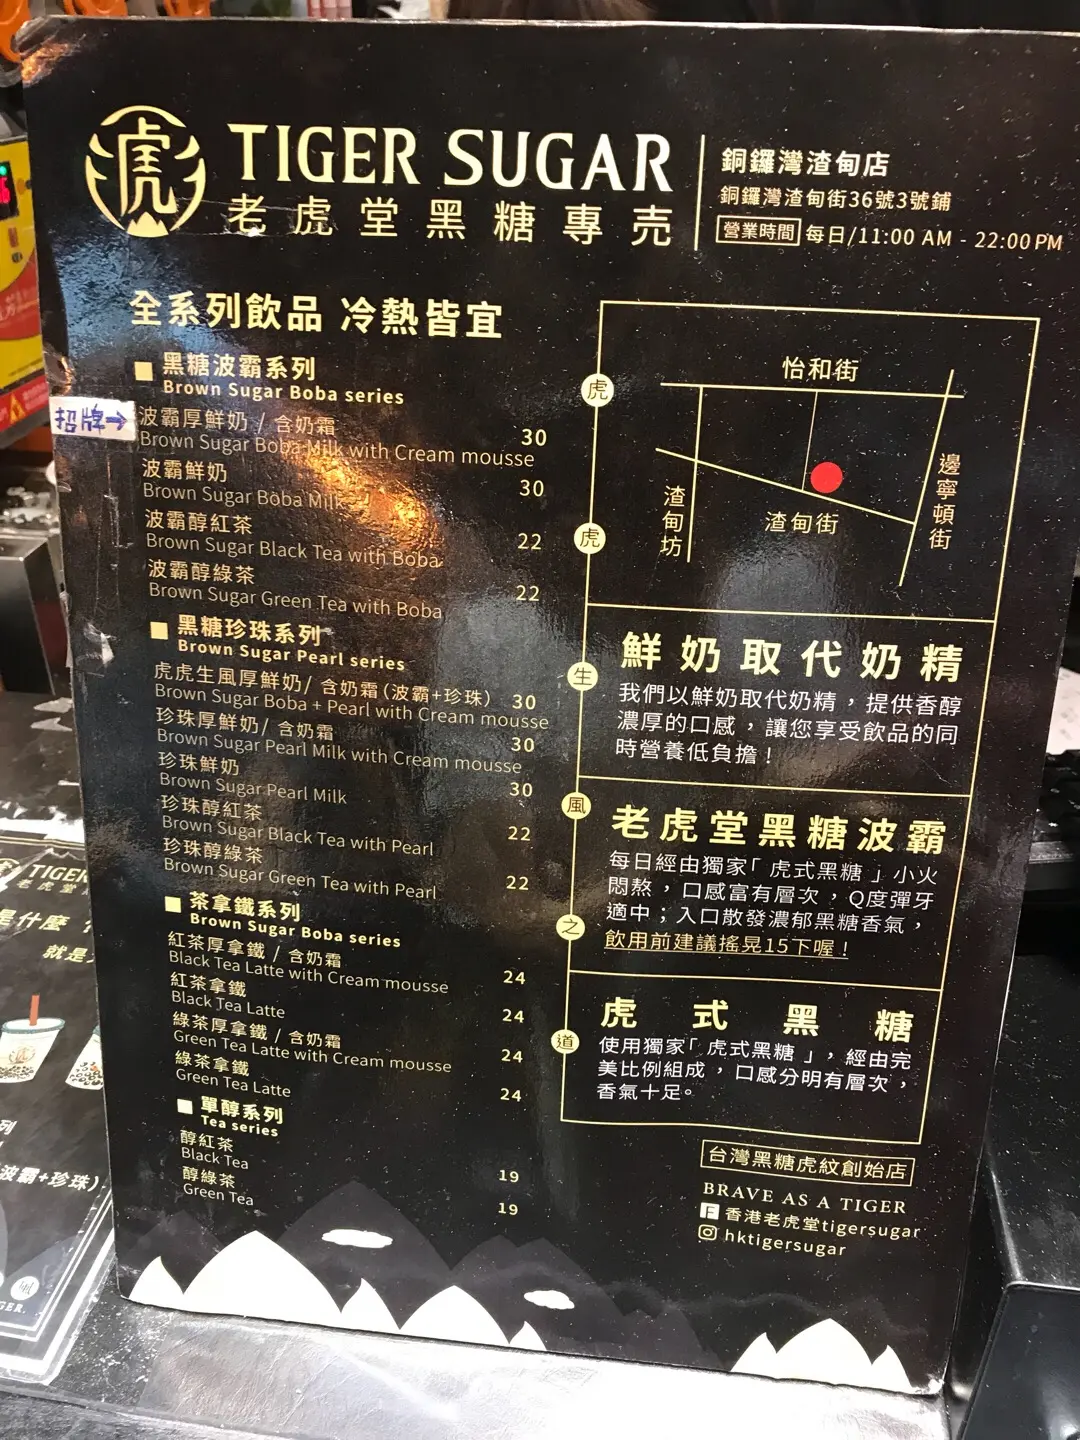 虎
TIGER SUGAR
老虎堂黑糖專売
銅鑼灣渣甸店
銅鑼灣渣甸街36號3號鋪
營業時間 每日/11:00 AM - 22:00 PM
全系列飲品 冷熱皆宜
黑糖波霸系列
Brown Sugar Boba series
招牌→
波霸厚鮮奶 / 含奶霜
Brown Sugar Boba Milk with Cream mousse 30
波霸鮮奶
Brown Sugar Boba Milk 30
波霸醇紅茶
Brown Sugar Black Tea with Boba 22
波霸醇綠茶
Brown Sugar Green Tea with Boba 22
黑糖珍珠系列
Brown Sugar Pearl series
虎虎生風厚鮮奶/ 含奶霜(波霸+珍珠) 30
Brown Sugar Boba + Pearl with Cream mousse
珍珠厚鮮奶/ 含奶霜 30
Brown Sugar Pearl Milk with Cream mousse
珍珠鮮奶 30
Brown Sugar Pearl Milk
珍珠醇紅茶 22
Brown Sugar Black Tea with Pearl
珍珠醇綠茶 22
Brown Sugar Green Tea with Pearl
茶拿鐵系列
Brown Sugar Boba series
紅茶厚拿鐵 / 含奶霜
Black Tea Latte with Cream mousse 24
紅茶拿鐵
Black Tea Latte 24
綠茶厚拿鐵 / 含奶霜
Green Tea Latte with Cream mousse 24
綠茶拿鐵
Green Tea Latte 24
單醇系列
Tea series
醇紅茶
Black Tea 19
醇綠茶
Green Tea 19
虎
虎
生
風
之
道
怡和街
渣甸坊
渣甸街
邊寧頓街
鮮奶取代奶精
我們以鮮奶取代奶精，提供香醇
濃厚的口感，讓您享受飲品的同
時營養低負擔！
老虎堂黑糖波霸
每日經由獨家「虎式黑糖」小火
悶熬，口感富有層次，Q度彈牙
適中；入口散發濃郁黑糖香氣，
飲用前建議搖晃15下喔！
虎式黑糖
使用獨家「虎式黑糖」，經由完
美比例組成，口感分明有層次，
香氣十足。
台灣黑糖虎紋創始店
BRAVE AS A TIGER
香港老虎堂tigersugar
hktigersugar
TIGER
老虎堂
是什麼
就是
列
波霸+珍珠)
GER.